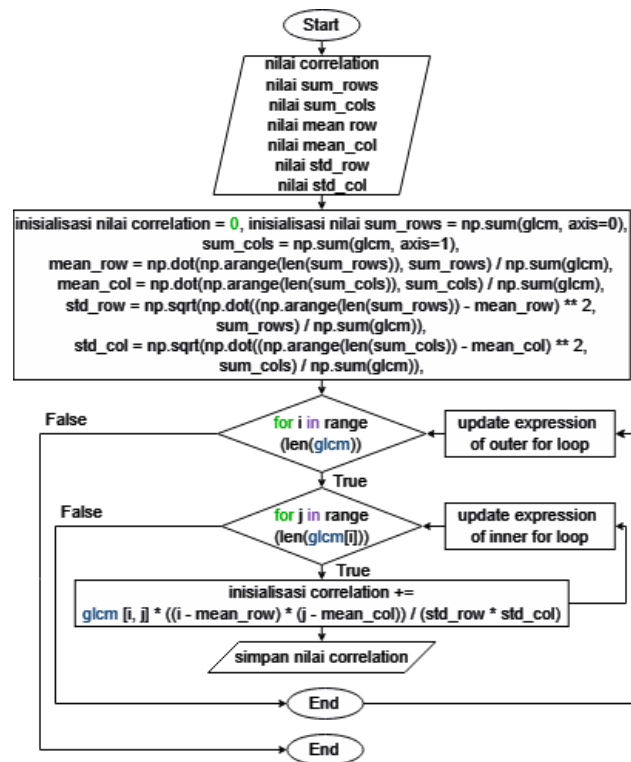 Start
nilai correlation
nilai sum_rows
nilai sum_cols
nilai mean row
nilai mean_col
nilai std_row
nilai std_col
inisialisasi nilai correlation = 0, inisialisasi nilai sum_rows = np.sum(glcm, axis=0),
sum_cols = np.sum(glcm, axis=1),
mean_row = np.dot(np.arange(len(sum_rows)), sum_rows) / np.sum(glcm),
mean_col = np.dot(np.arange(len(sum_cols)), sum_cols) / np.sum(glcm),
std_row = np.sqrt(np.dot((np.arange(len(sum_rows)) - mean_row) ** 2,
sum_rows) / np.sum(glcm)),
std_col = np.sqrt(np.dot((np.arange(len(sum_cols)) - mean_col) ** 2,
sum_cols) / np.sum(glcm)),
False
for i in range
(len(glcm))
update expression
of outer for loop
True
False
for j in range
(len(glcm[i]))
update expression
of inner for loop
True
inisialisasi correlation +=
glcm [i, j] * ((i - mean_row) * (j - mean_col)) / (std_row * std_col)
simpan nilai correlation
End
End